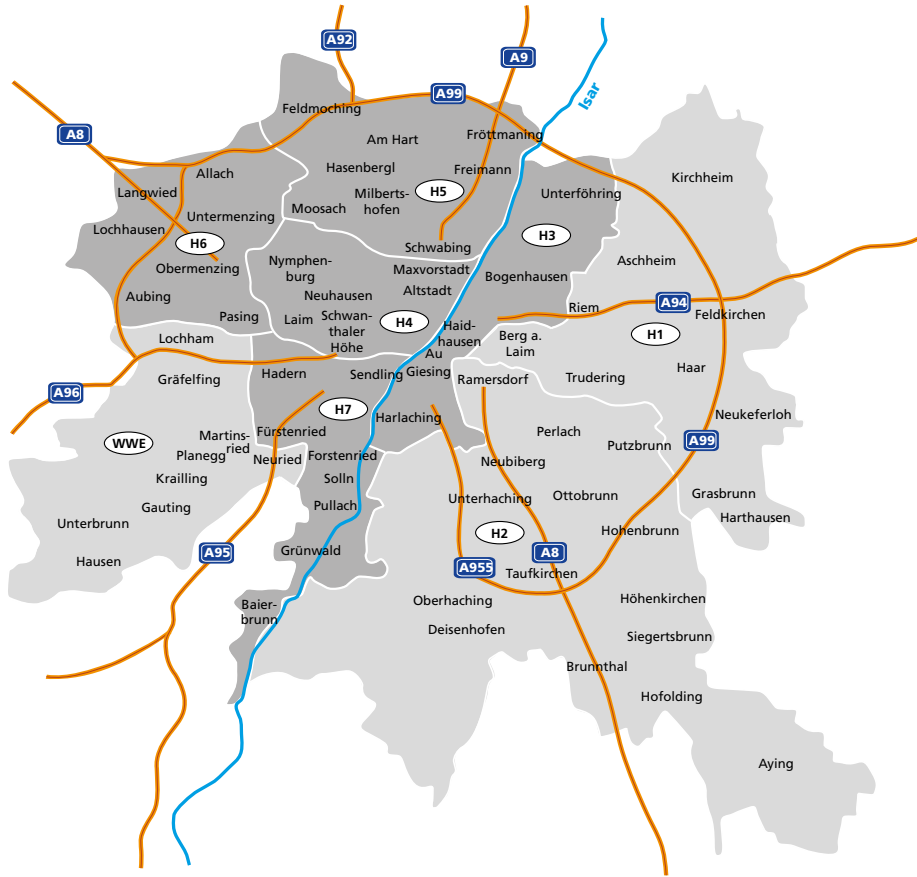 A92
A9
Isar
A99
Feldmoching
A8
Am Hart
Fröttmaning
Hasenbergl
Freimann
Allach
Kirchheim
Langwied
Milberts-
hofen
H5
Unterföhring
Moosach
Untermenzing
Lochhausen
H6
H3
Schwabing
Obermenzing
Nymphen-
burg
Maxvorstadt
Aschheim
Bogenhausen
Aubing
Neuhausen
Altstadt
A94
Riem
Feldkirchen
Pasing
Laim
Schwan-
thaler
Höhe
H4
Haid-
hausen
H1
Lochham
Berg a.
Laim
Au
Giesing
Gräfelfing
Hadern
Sendling
Ramersdorf
Trudering
Haar
A96
H7
Harlaching
Neukeferloh
WWE
Martins-
ried
Fürstenried
Perlach
Putzbrunn
A99
Planegg
Neuried
Forstenried
Neubiberg
Krailling
Solln
Gauting
Pullach
Unterhaching
Ottobrunn
Grasbrunn
Unterbrunn
Harthausen
H2
Hohenbrunn
Hausen
A95
Grünwald
A8
A955
Taufkirchen
Baier-
brunn
Oberhaching
Höhenkirchen
Deisenhofen
Siegertsbrunn
Brunnthal
Hofolding
Aying